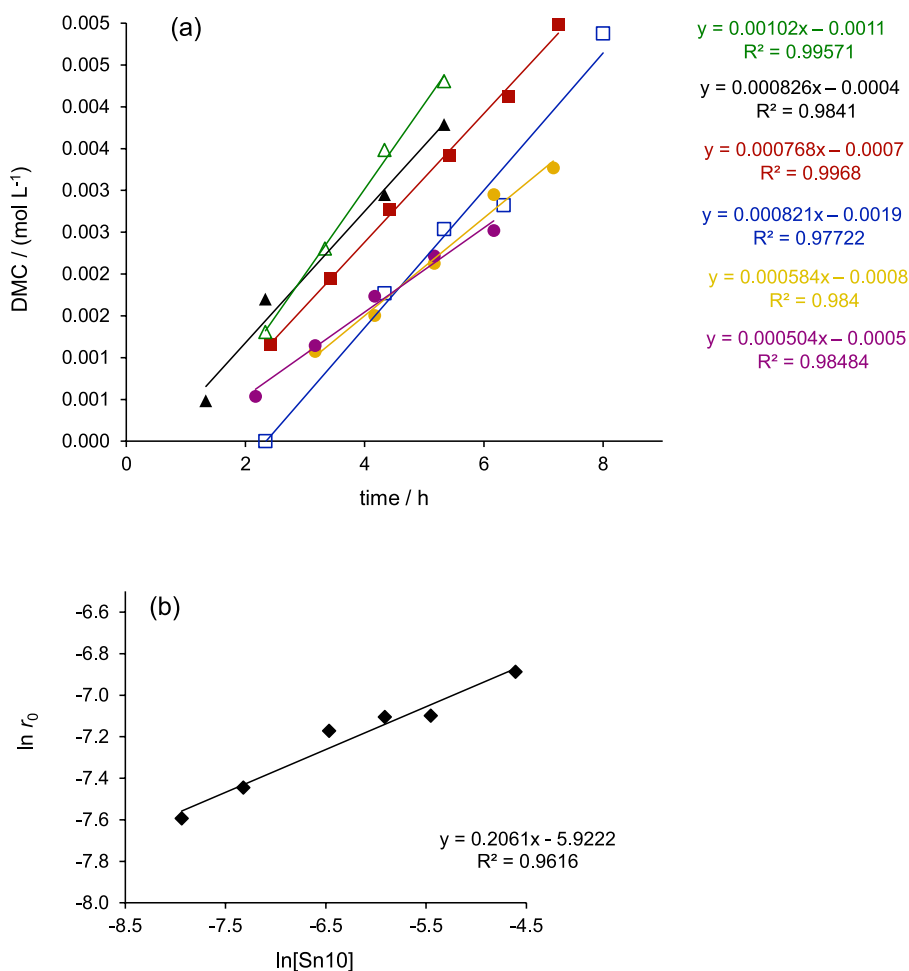 (a)
DMC / (mol L-1)
0.005
0.005
0.004
0.004
0.003
0.003
0.002
0.002
0.001
0.001
0.000
0 2 4 6 8
time / h
y = 0.00102x – 0.0011
R² = 0.99571
y = 0.000826x – 0.0004
R² = 0.9841
y = 0.000768x – 0.0007
R² = 0.9968
y = 0.000821x – 0.0019
R² = 0.97722
y = 0.000584x – 0.0008
R² = 0.984
y = 0.000504x – 0.0005
R² = 0.98484
(b)
ln r0
-6.6
-6.8
-7.0
-7.2
-7.4
-7.6
-7.8
-8.0
y = 0.2061x - 5.9222
R² = 0.9616
-8.5 -7.5 -6.5 -5.5 -4.5
ln[Sn10]